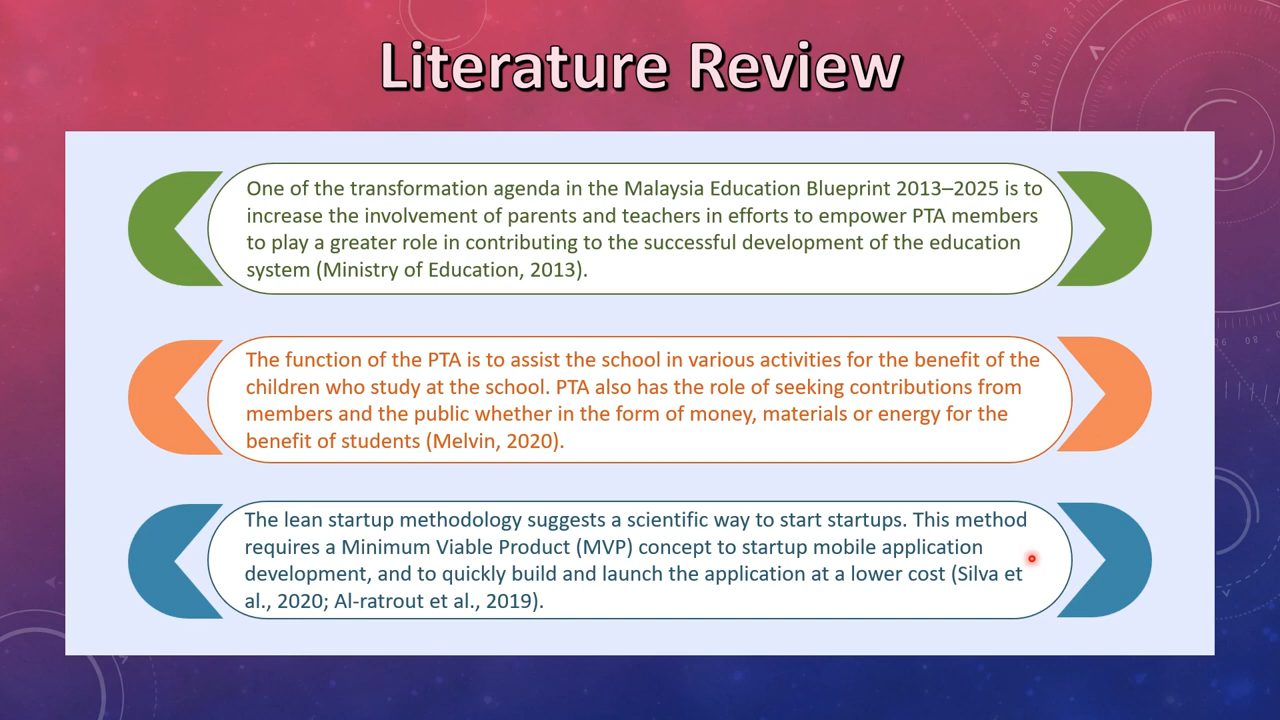 Literature Review
One of the transformation agenda in the Malaysia Education Blueprint 2013–2025 is to
increase the involvement of parents and teachers in efforts to empower PTA members
to play a greater role in contributing to the successful development of the education
system (Ministry of Education, 2013).
The function of the PTA is to assist the school in various activities for the benefit of the
children who study at the school. PTA also has the role of seeking contributions from
members and the public whether in the form of money, materials or energy for the
benefit of students (Melvin, 2020).
The lean startup methodology suggests a scientific way to start startups. This method
requires a Minimum Viable Product (MVP) concept to startup mobile application
development, and to quickly build and launch the application at a lower cost (Silva et
al., 2020; Al-ratrout et al., 2019).